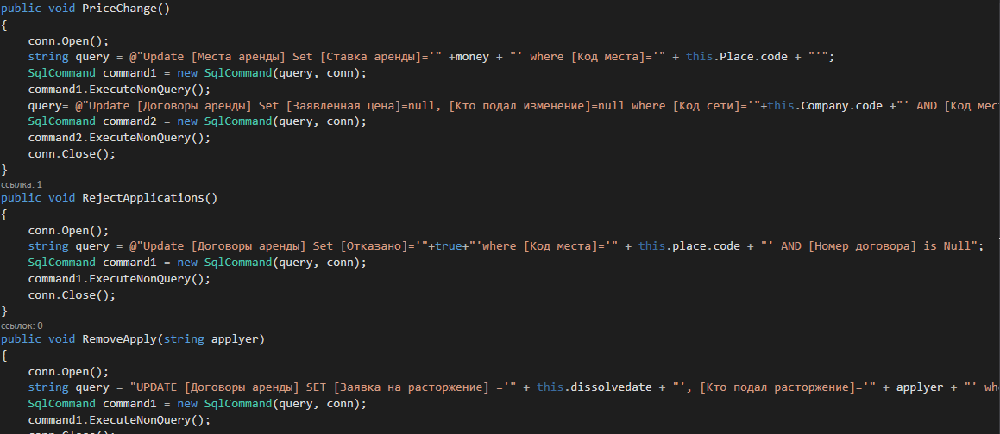 public void PriceChange()
{
conn.Open();
string query = @"Update [Места аренды] Set [Ставка аренды]='" +money + "' where [Код места]='" + this.Place.code + "'";
SqlCommand command1 = new SqlCommand(query, conn);
command1.ExecuteNonQuery();
query= @"Update [Договоры аренды] Set [Заявленная цена]=null, [Кто подал изменение]=null where [Код сети]='"+this.Company.code +"' AND [Код мес
SqlCommand command2 = new SqlCommand(query, conn);
command2.ExecuteNonQuery();
conn.Close();
}
ссылка: 1
public void RejectApplications()
{
conn.Open();
string query = @"Update [Договоры аренды] Set [Отказано]='"+true+"'where [Код места]='" + this.place.code + "' AND [Номер договора] is Null";
SqlCommand command1 = new SqlCommand(query, conn);
command1.ExecuteNonQuery();
conn.Close();
}
ссылок: 0
public void RemoveApply(string applyer)
{
conn.Open();
string query = "UPDATE [Договоры аренды] SET [Заявка на расторжение] ='" + this.dissolvedate + "', [Кто подал расторжение]='" + applyer + "' wh
SqlCommand command1 = new SqlCommand(query, conn);
command1.ExecuteNonQuery();